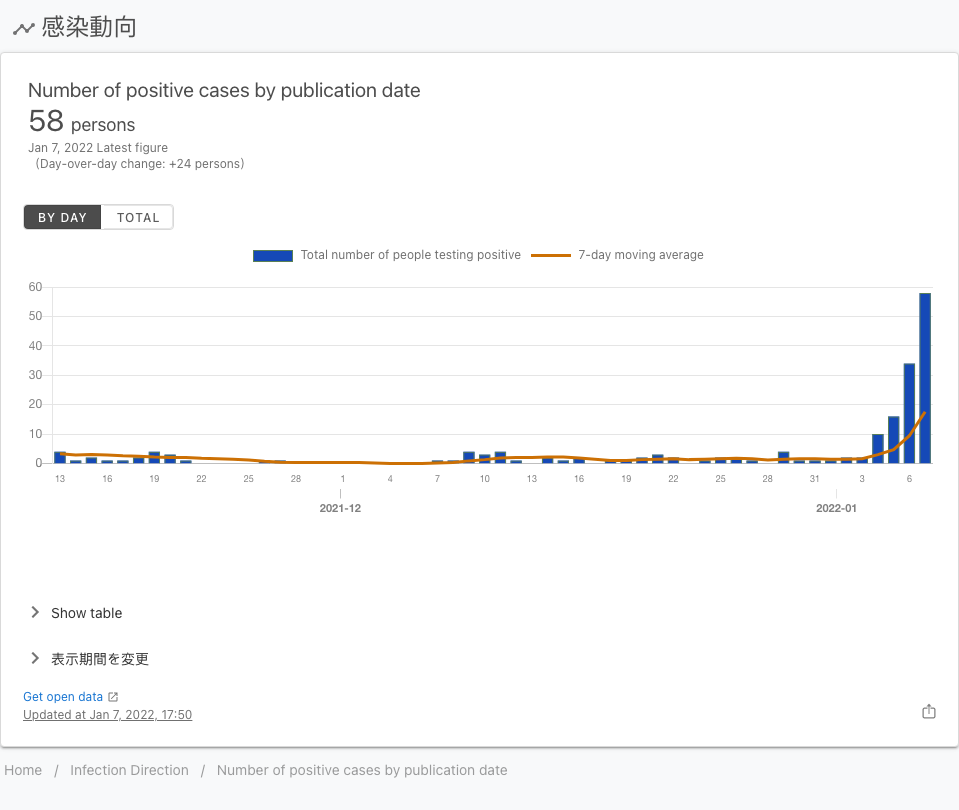 感染動向
Number of positive cases by publication date
58 persons
Jan 7, 2022 Latest figure
(Day-over-day change: +24 persons)
BY DAY TOTAL
Total number of people testing positive 7-day moving average
60
50
40
30
20
10
0
13 16 19 22 25 28 1 4 7 10 13 16 19 22 25 28 31 3 6
2021-12 2022-01
Show table
表示期間を変更
Get open data
Updated at Jan 7, 2022, 17:50
Home / Infection Direction / Number of positive cases by publication date